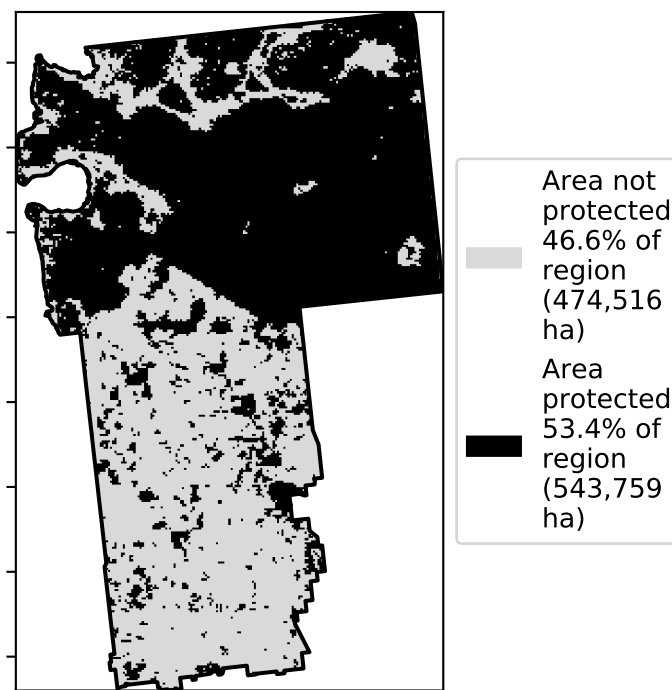 Area not
protected
46.6% of
region
(474,516
ha)
Area
protected
53.4% of
region
(543,759
ha)